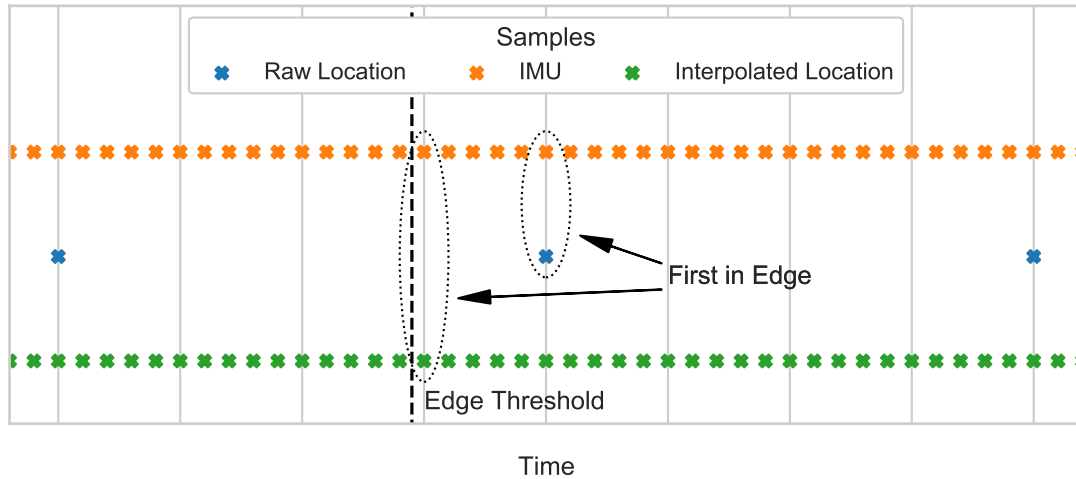 Samples
Raw Location IMU Interpolated Location
First in Edge
Edge Threshold
Time